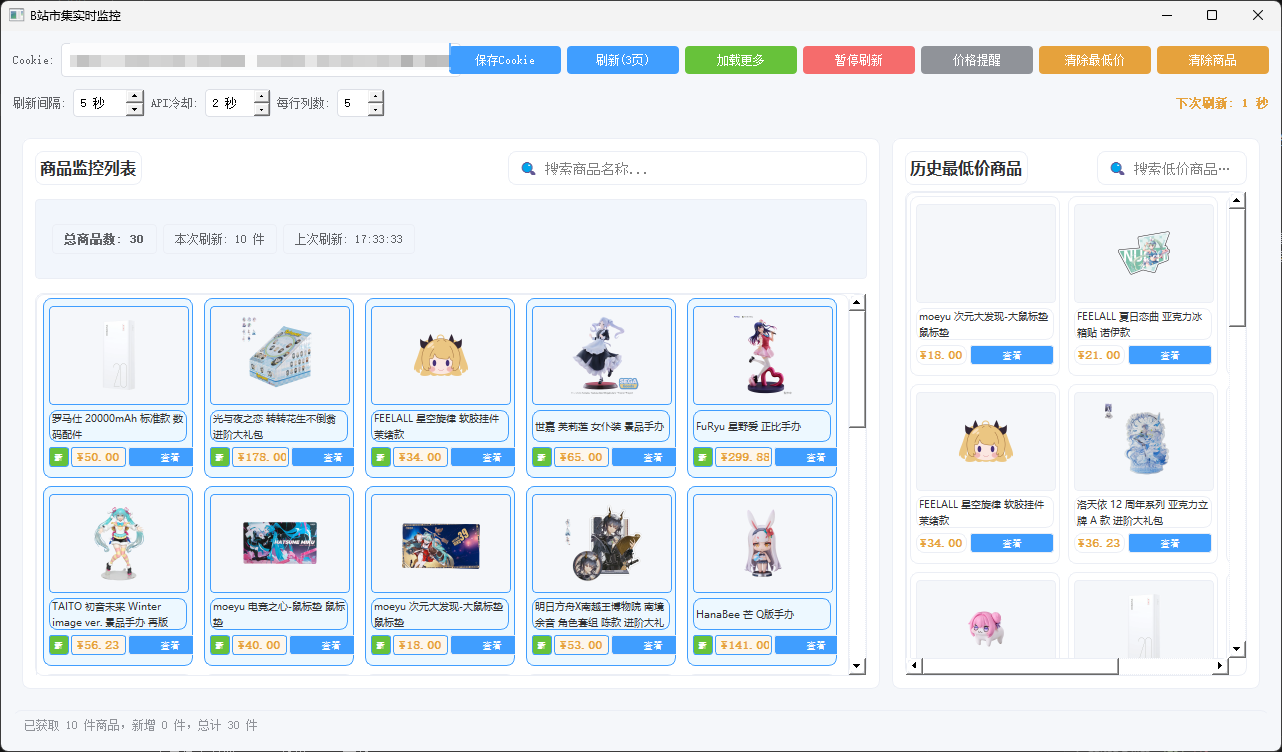 B站市集实时监控
Cookie:
保存Cookie
刷新(3页)
加载更多
暂停刷新
价格提醒
清除最低价
清除商品
刷新间隔: 5 秒
API冷却: 2 秒
每行列数: 5
下次刷新: 1 秒
商品监控列表
搜索商品名称...
总商品数: 30
本次刷新: 10 件
上次刷新: 17:33:33
罗马仕 20000mAh 标准款 数
码配件
新 ¥50.00 查看
光与夜之恋 转转花生不倒翁
进阶大礼包
新 ¥178.00 查看
FEELALL 星空旋律 软胶挂件
茉绪款
新 ¥34.00 查看
世嘉 芙莉莲 女仆装 景品手办
新 ¥65.00 查看
FuRyu 星野爱 正比手办
新 ¥299.88 查看
TAITO 初音未来 Winter
image ver. 景品手办 再版
新 ¥56.23 查看
moeyu 电竞之心-鼠标垫 鼠标
垫
HATSUNE MIKU
新 ¥40.00 查看
moeyu 次元大发现-大鼠标垫
鼠标垫
新 ¥18.00 查看
明日方舟X南越王博物院 南境
余音 角色套组 陈款 进阶大礼
新 ¥53.00 查看
HanaBee 芒 Q版手办
新 ¥141.00 查看
历史最低价商品
搜索低价商品…
moeyu 次元大发现-大鼠标垫
鼠标垫
¥18.00 查看
FEELALL 夏日恋曲 亚克力冰
箱贴 诺伊款
¥21.00 查看
FEELALL 星空旋律 软胶挂件
茉绪款
¥34.00 查看
洛天依 12 周年系列 亚克力立
牌 A 款 进阶大礼包
¥36.23 查看
已获取 10 件商品，新增 0 件，总计 30 件